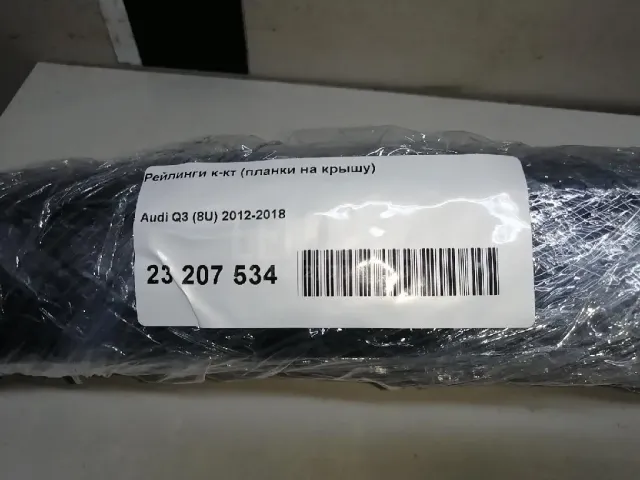 Рейлинги к-кт (планки на крышу)
Audi Q3 (8U) 2012-2018
23 207 534